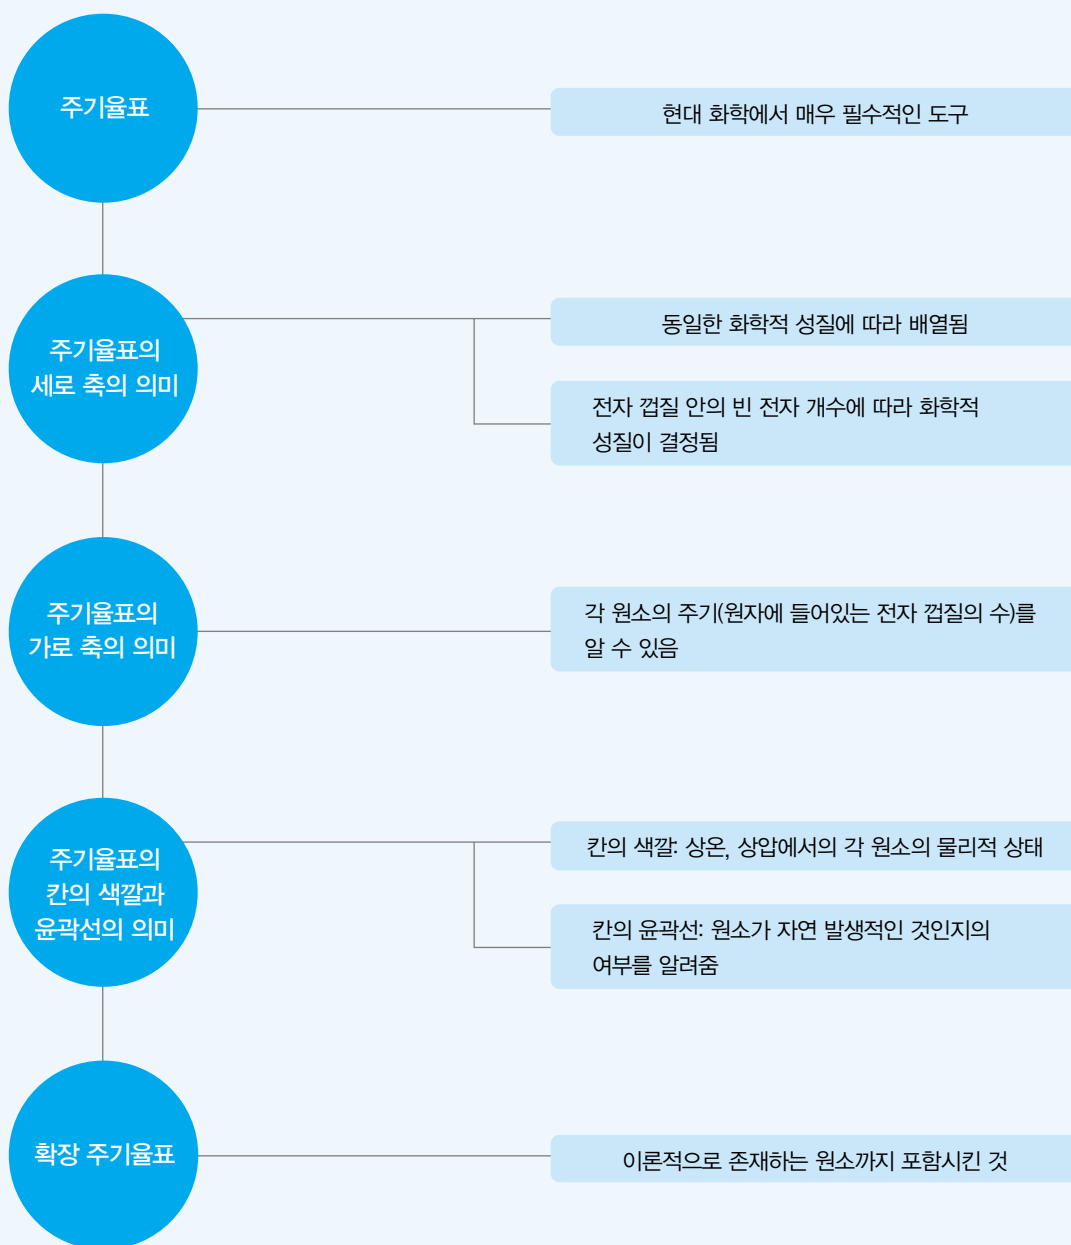 주기율표
현대 화학에서 매우 필수적인 도구
주기율표의
세로 축의 의미
동일한 화학적 성질에 따라 배열됨
전자 껍질 안의 빈 전자 개수에 따라 화학적
성질이 결정됨
주기율표의
가로 축의 의미
각 원소의 주기(원자에 들어있는 전자 껍질의 수)를
알 수 있음
주기율표의
칸의 색깔과
윤곽선의 의미
칸의 색깔: 상온, 상압에서의 각 원소의 물리적 상태
칸의 윤곽선: 원소가 자연 발생적인 것인지의
여부를 알려줌
확장 주기율표
이론적으로 존재하는 원소까지 포함시킨 것